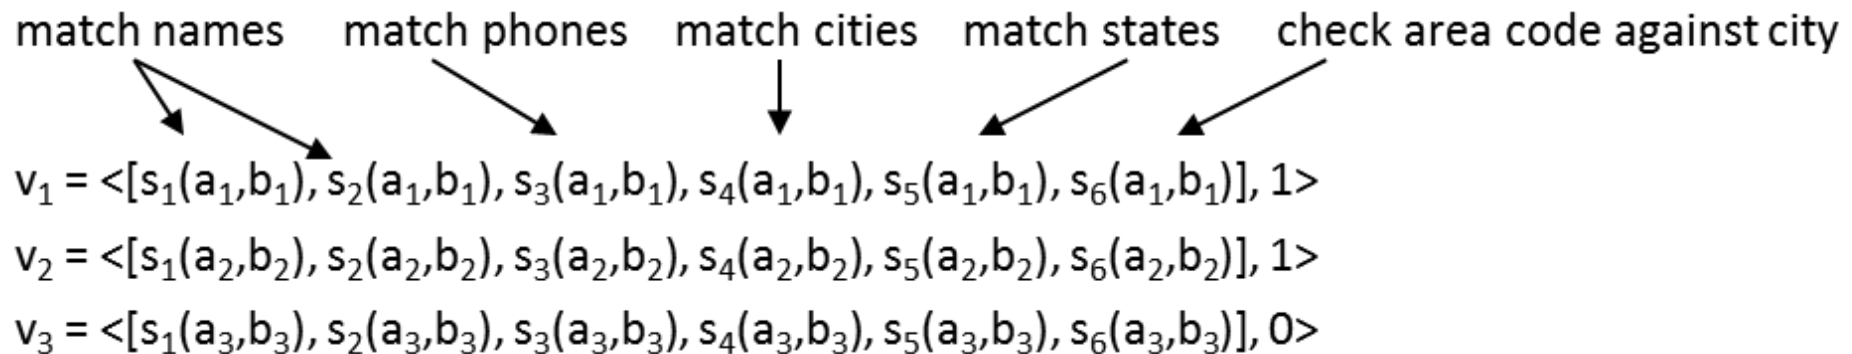 match names match phones match cities match states check area code against city
v₁ = <[s₁(a₁,b₁), s₂(a₁,b₁), s₃(a₁,b₁), s₄(a₁,b₁), s₅(a₁,b₁), s₆(a₁,b₁)], 1>
v₂ = <[s₁(a₂,b₂), s₂(a₂,b₂), s₃(a₂,b₂), s₄(a₂,b₂), s₅(a₂,b₂), s₆(a₂,b₂)], 1>
v₃ = <[s₁(a₃,b₃), s₂(a₃,b₃), s₃(a₃,b₃), s₄(a₃,b₃), s₅(a₃,b₃), s₆(a₃,b₃)], 0>